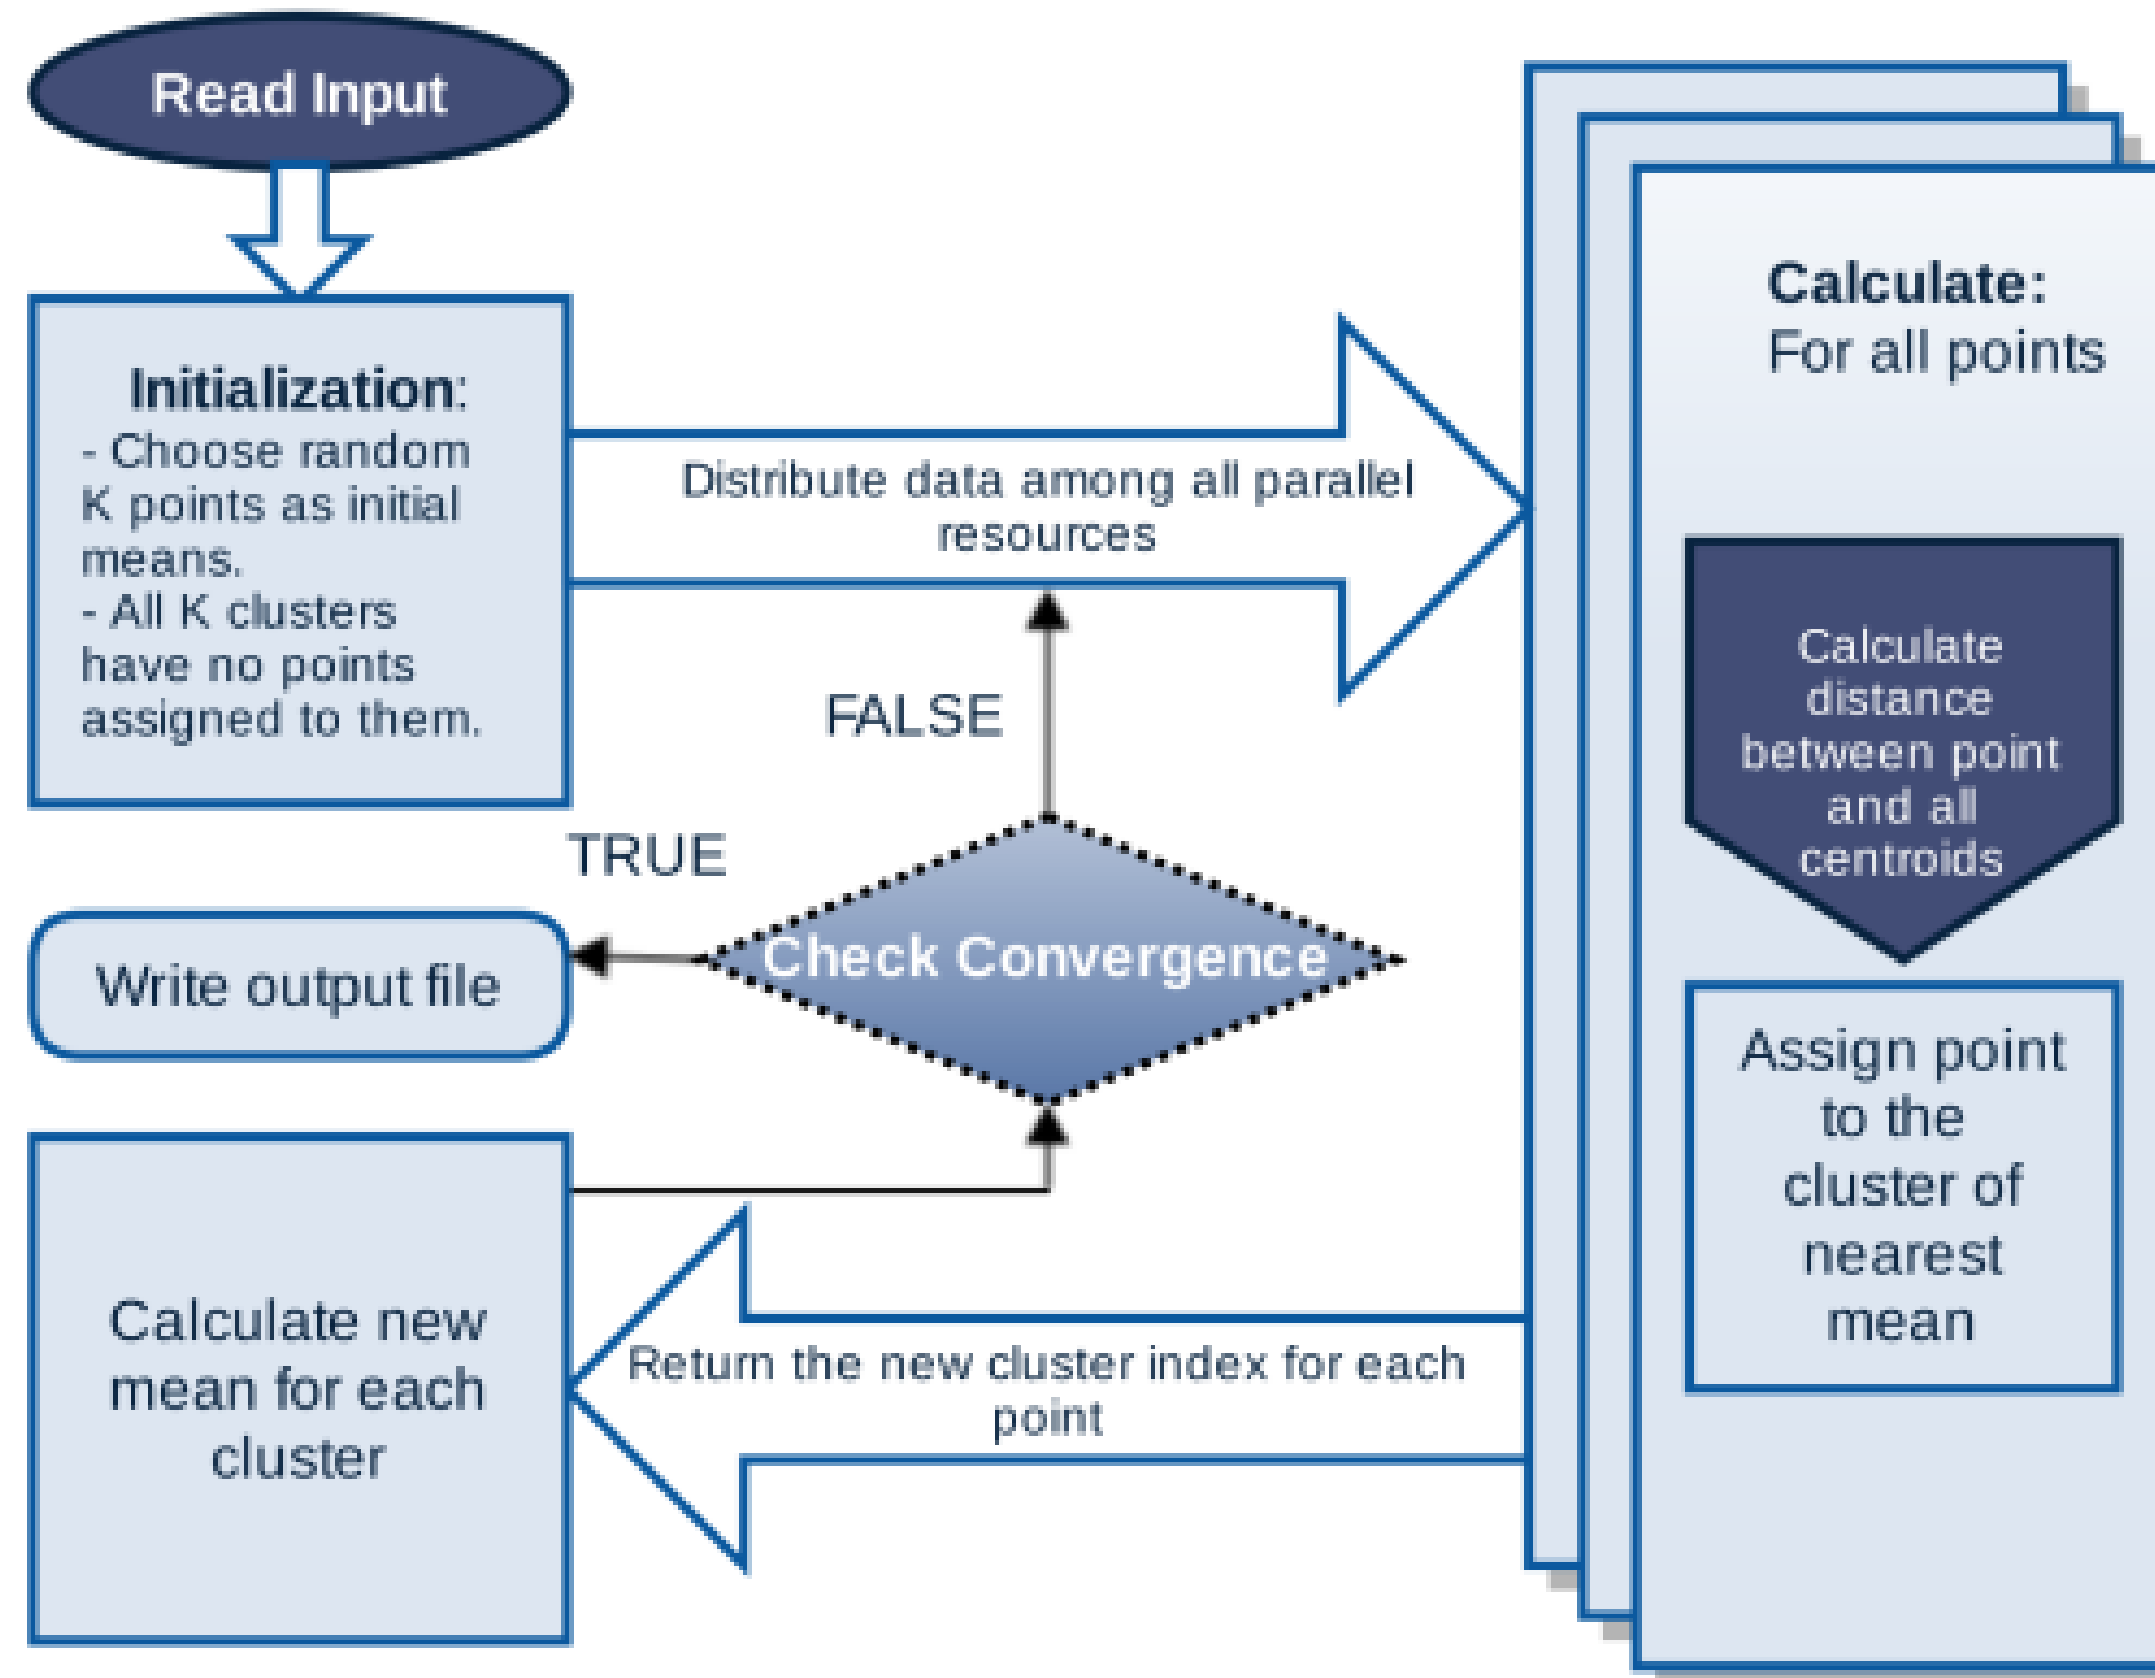 Read Input
Initialization:
- Choose random
K points as initial
means.
- All K clusters
have no points
assigned to them.
Distribute data among all parallel
resources
Calculate:
For all points
Calculate
distance
between point
and all
centroids
Assign point
to the
cluster of
nearest
mean
FALSE
TRUE
Check Convergence
Write output file
Return the new cluster index for each
point
Calculate new
mean for each
cluster